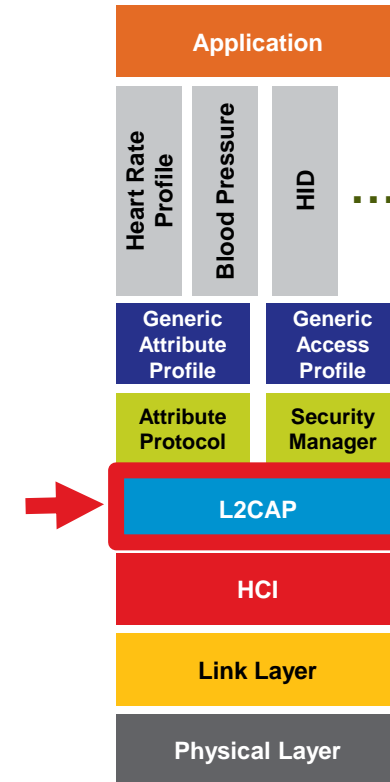 Application
Heart Rate
Profile
Blood Pressure
HID
...
Generic
Attribute
Profile
Generic
Access
Profile
Attribute
Protocol
Security
Manager
L2CAP
HCI
Link Layer
Physical Layer